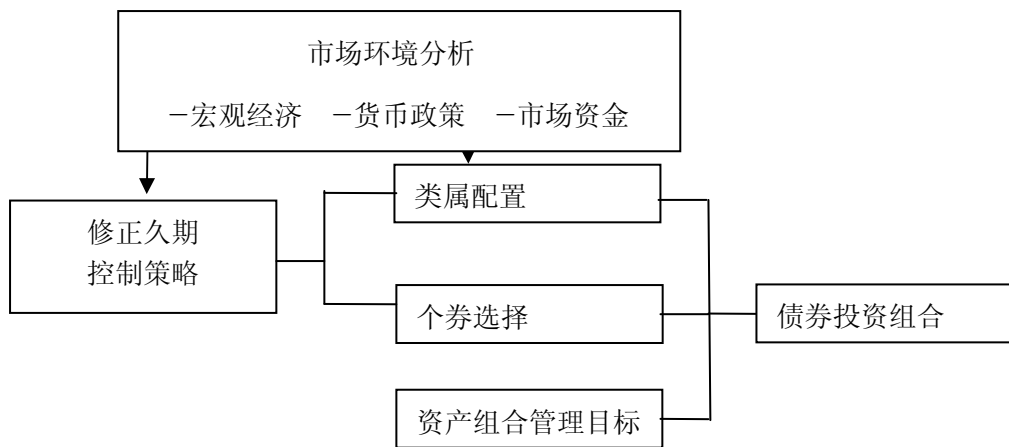 市场环境分析
－宏观经济 －货币政策 －市场资金
类属配置
修正久期
控制策略
个券选择
债券投资组合
资产组合管理目标